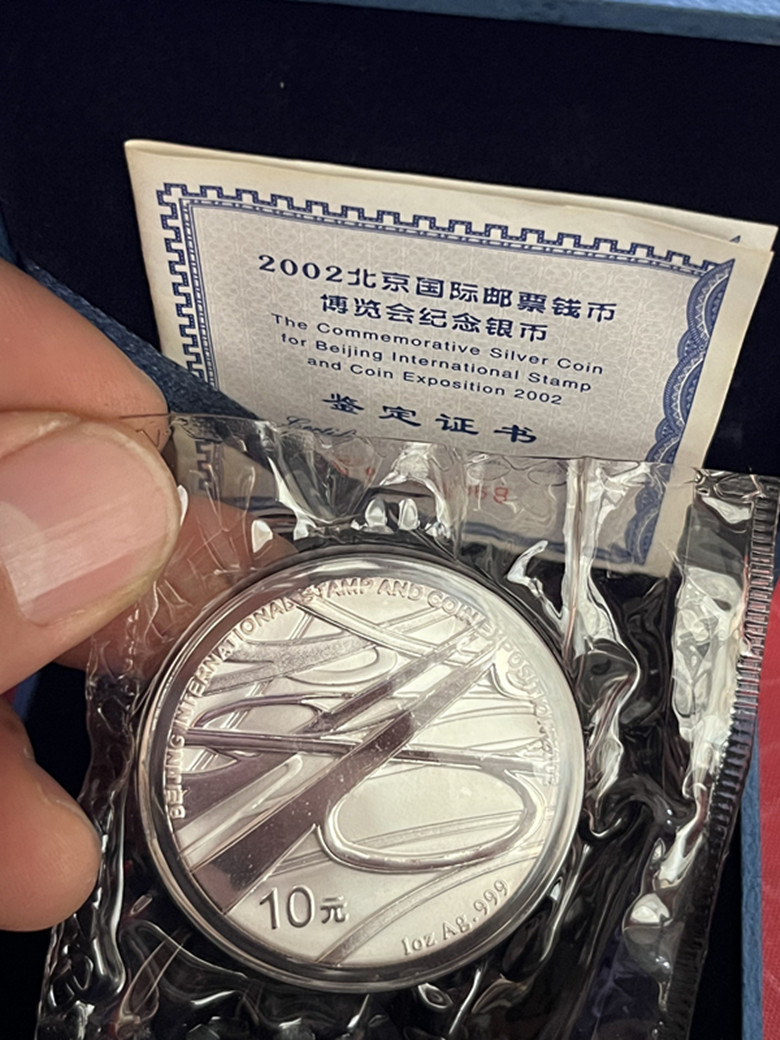 2002北京国际邮票钱币
博览会纪念银币
The Commemorative Silver Coin
for Beijing International Stamp
and Coin Exposition 2002
鉴定证书
BEIJING INTERNATIONAL STAMP AND COIN EXPOSITION
10元
1oz Ag.999